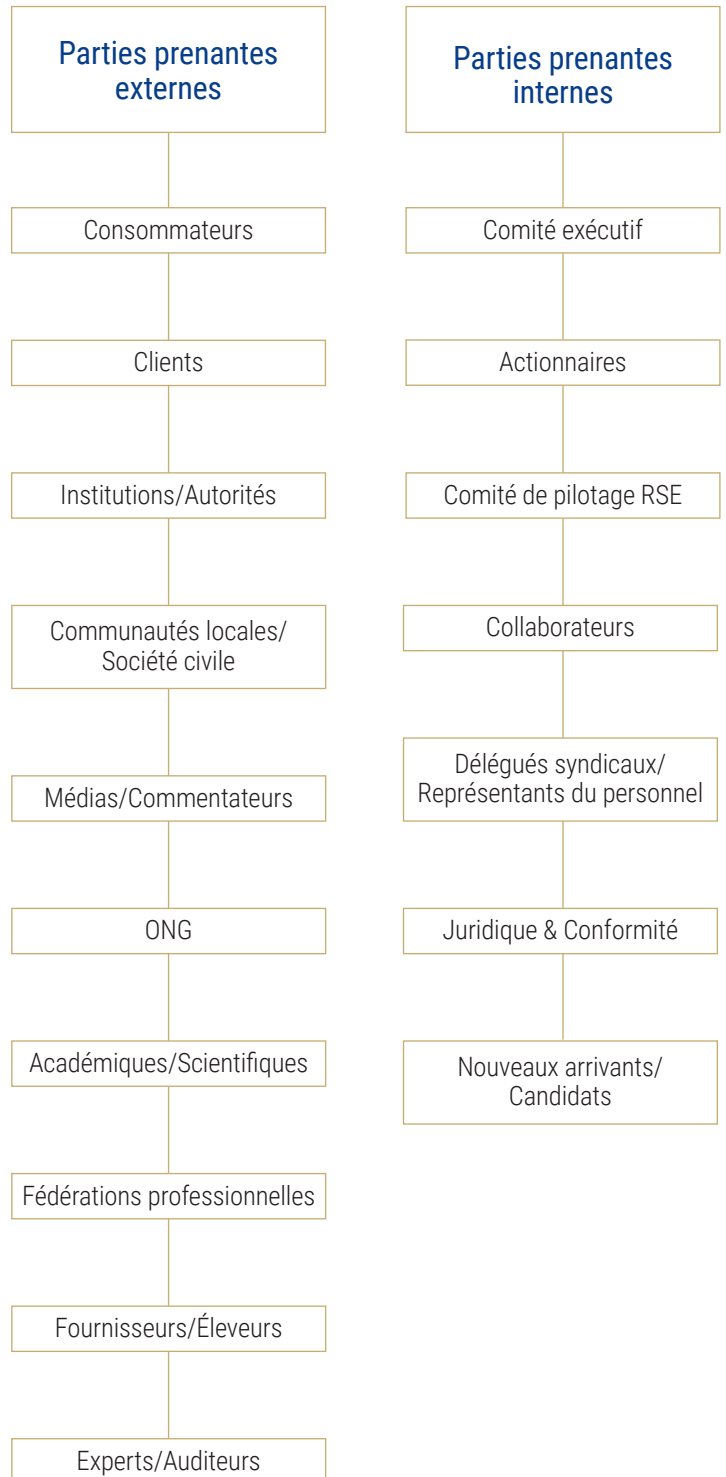 Parties prenantes
externes
Consommateurs
Clients
Institutions/Autorités
Communautés locales/
Société civile
Médias/Commentateurs
ONG
Académiques/Scientifiques
Fédérations professionnelles
Fournisseurs/Éleveurs
Experts/Auditeurs
Parties prenantes
internes
Comité exécutif
Actionnaires
Comité de pilotage RSE
Collaborateurs
Délégués syndicaux/
Représentants du personnel
Juridique & Conformité
Nouveaux arrivants/
Candidats